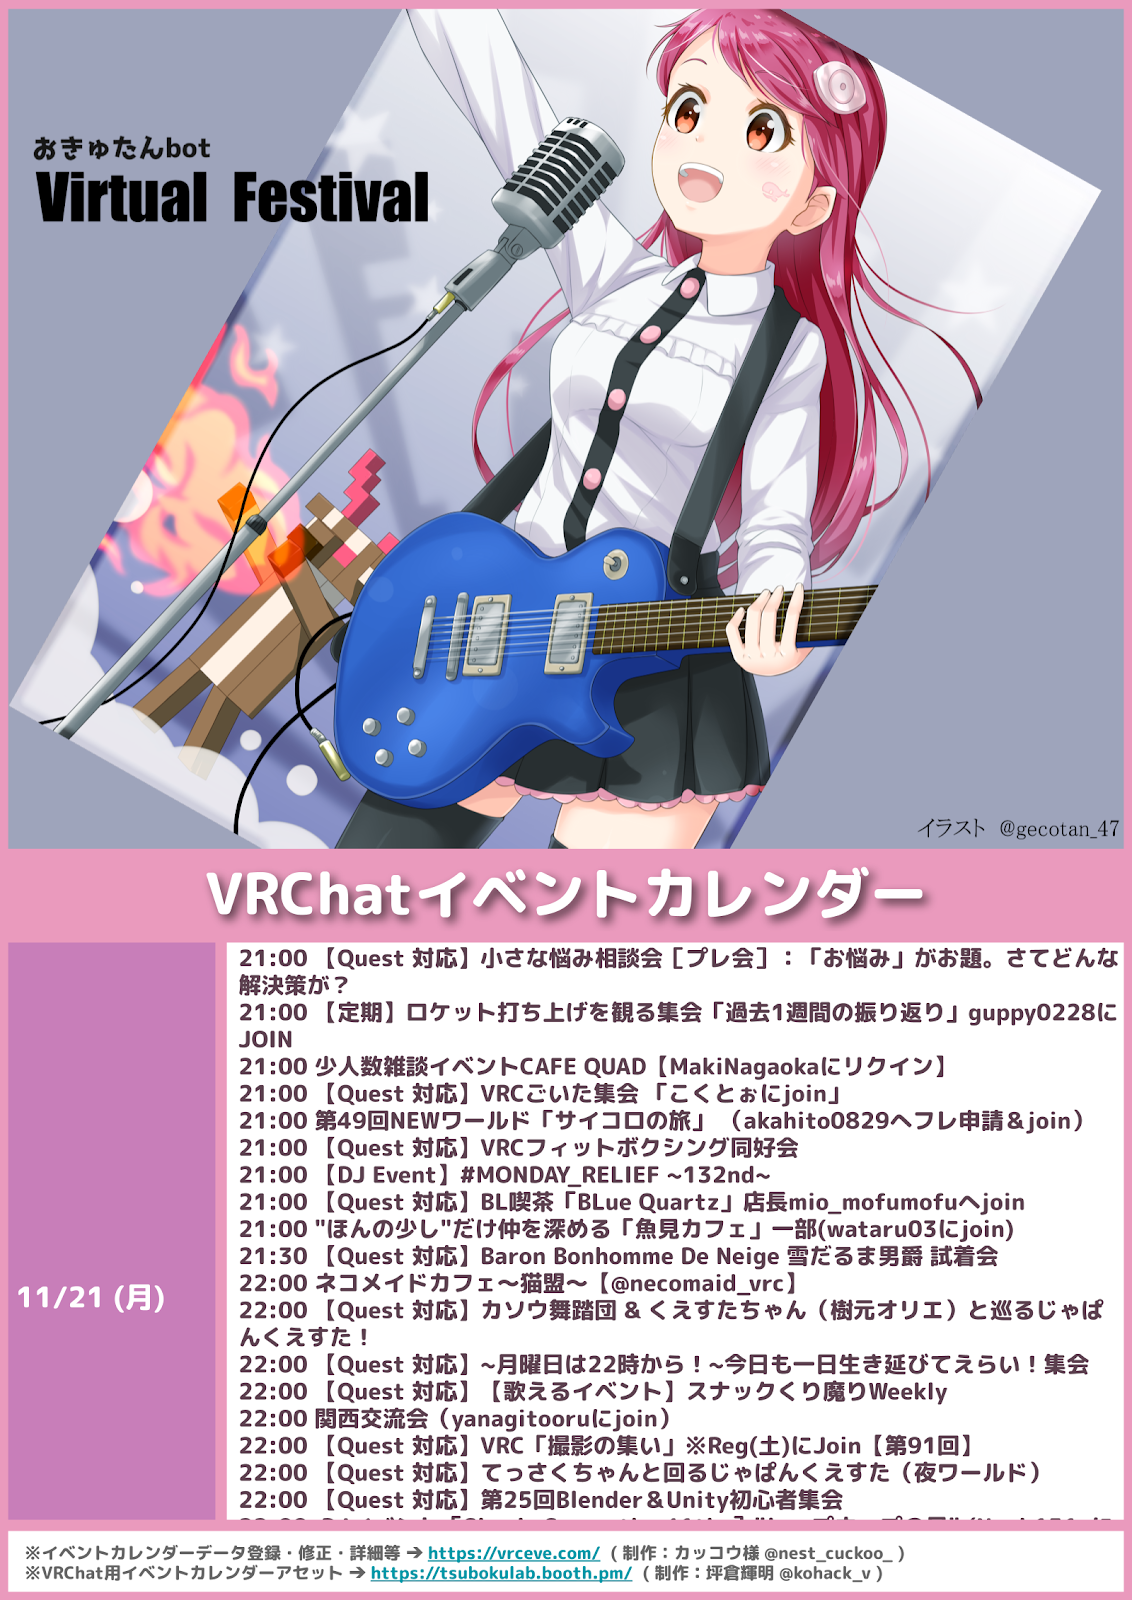 おきゅたんbot
Virtual Festival
イラスト @gecotan_47
VRChatイベントカレンダー
11/21 (月)
21:00 【Quest 対応】小さな悩み相談会［プレ会］：「お悩み」がお題。さてどんな
解決策が？
21:00 【定期】ロケット打ち上げを観る集会「過去1週間の振り返り」guppy0228に
JOIN
21:00 少人数雑談イベントCAFE QUAD【MakiNagaokaにリクイン】
21:00 【Quest 対応】VRCごいた集会 「こくとぉにjoin」
21:00 第49回NEWワールド「サイコロの旅」 （akahito0829へフレ申請＆join）
21:00 【Quest 対応】VRCフィットボクシング同好会
21:00 【DJ Event】#MONDAY_RELIEF ~132nd~
21:00 【Quest 対応】BL喫茶「BLue Quartz」店長mio_mofumofuへjoin
21:00 "ほんの少し"だけ仲を深める「魚見カフェ」一部(wataru03にjoin)
21:30 【Quest 対応】Baron Bonhomme De Neige 雪だるま男爵 試着会
22:00 ネコメイドカフェ～猫盟～【@necomaid_vrc】
22:00 【Quest 対応】カソウ舞踏団 & くえすたちゃん（樹元オリエ）と巡るじゃぱ
んくえすた！
22:00 【Quest 対応】~月曜日は22時から！~今日も一日生き延びてえらい！集会
22:00 【Quest 対応】【歌えるイベント】スナックくり魔りWeekly
22:00 関西交流会（yanagitooruにjoin）
22:00 【Quest 対応】VRC「撮影の集い」※Reg(土)にJoin【第91回】
22:00 【Quest 対応】てっさくちゃんと回るじゃぱんくえすた（夜ワールド）
22:00 【Quest 対応】第25回Blender＆Unity初心者集会
※イベントカレンダーデータ登録・修正・詳細等 ➔ https://vrceve.com/ ( 制作：カッコウ様 @nest_cuckoo_ )
※VRChat用イベントカレンダーアセット ➔ https://tsubokulab.booth.pm/ ( 制作：坪倉輝明 @kohack_v )